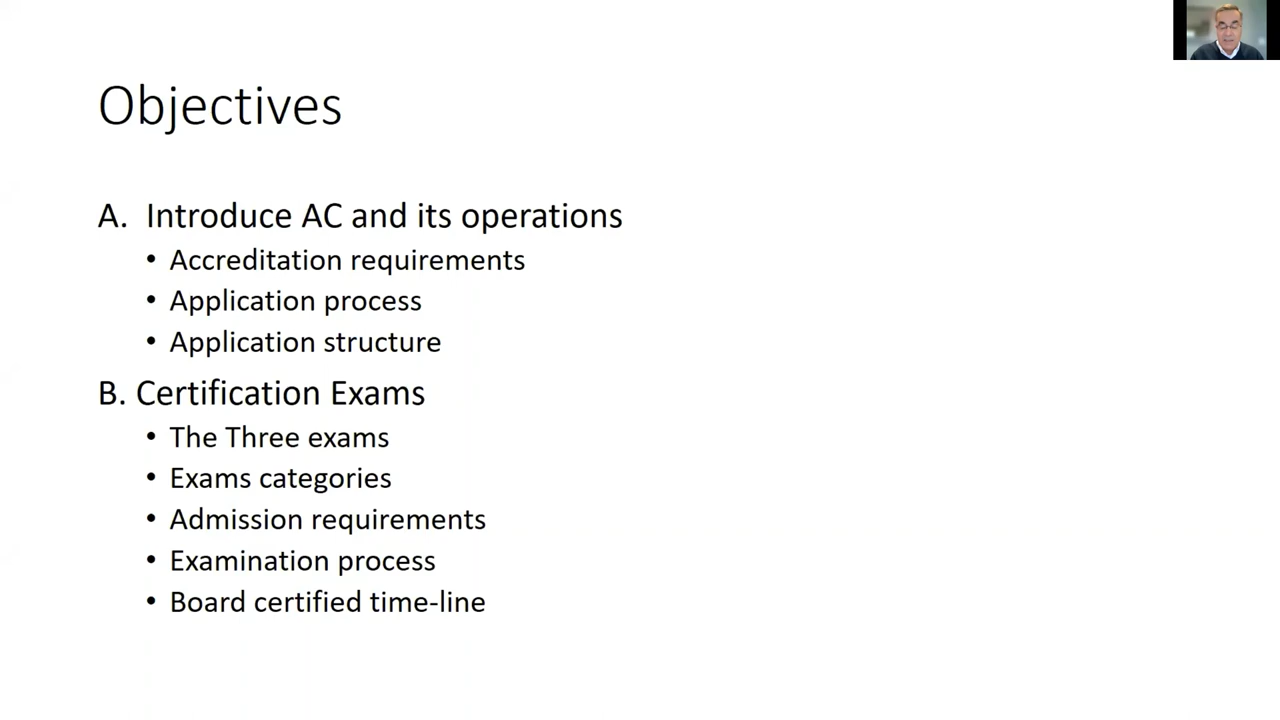 Objectives
A. Introduce AC and its operations
• Accreditation requirements
• Application process
• Application structure
B. Certification Exams
• The Three exams
• Exams categories
• Admission requirements
• Examination process
• Board certified time-line